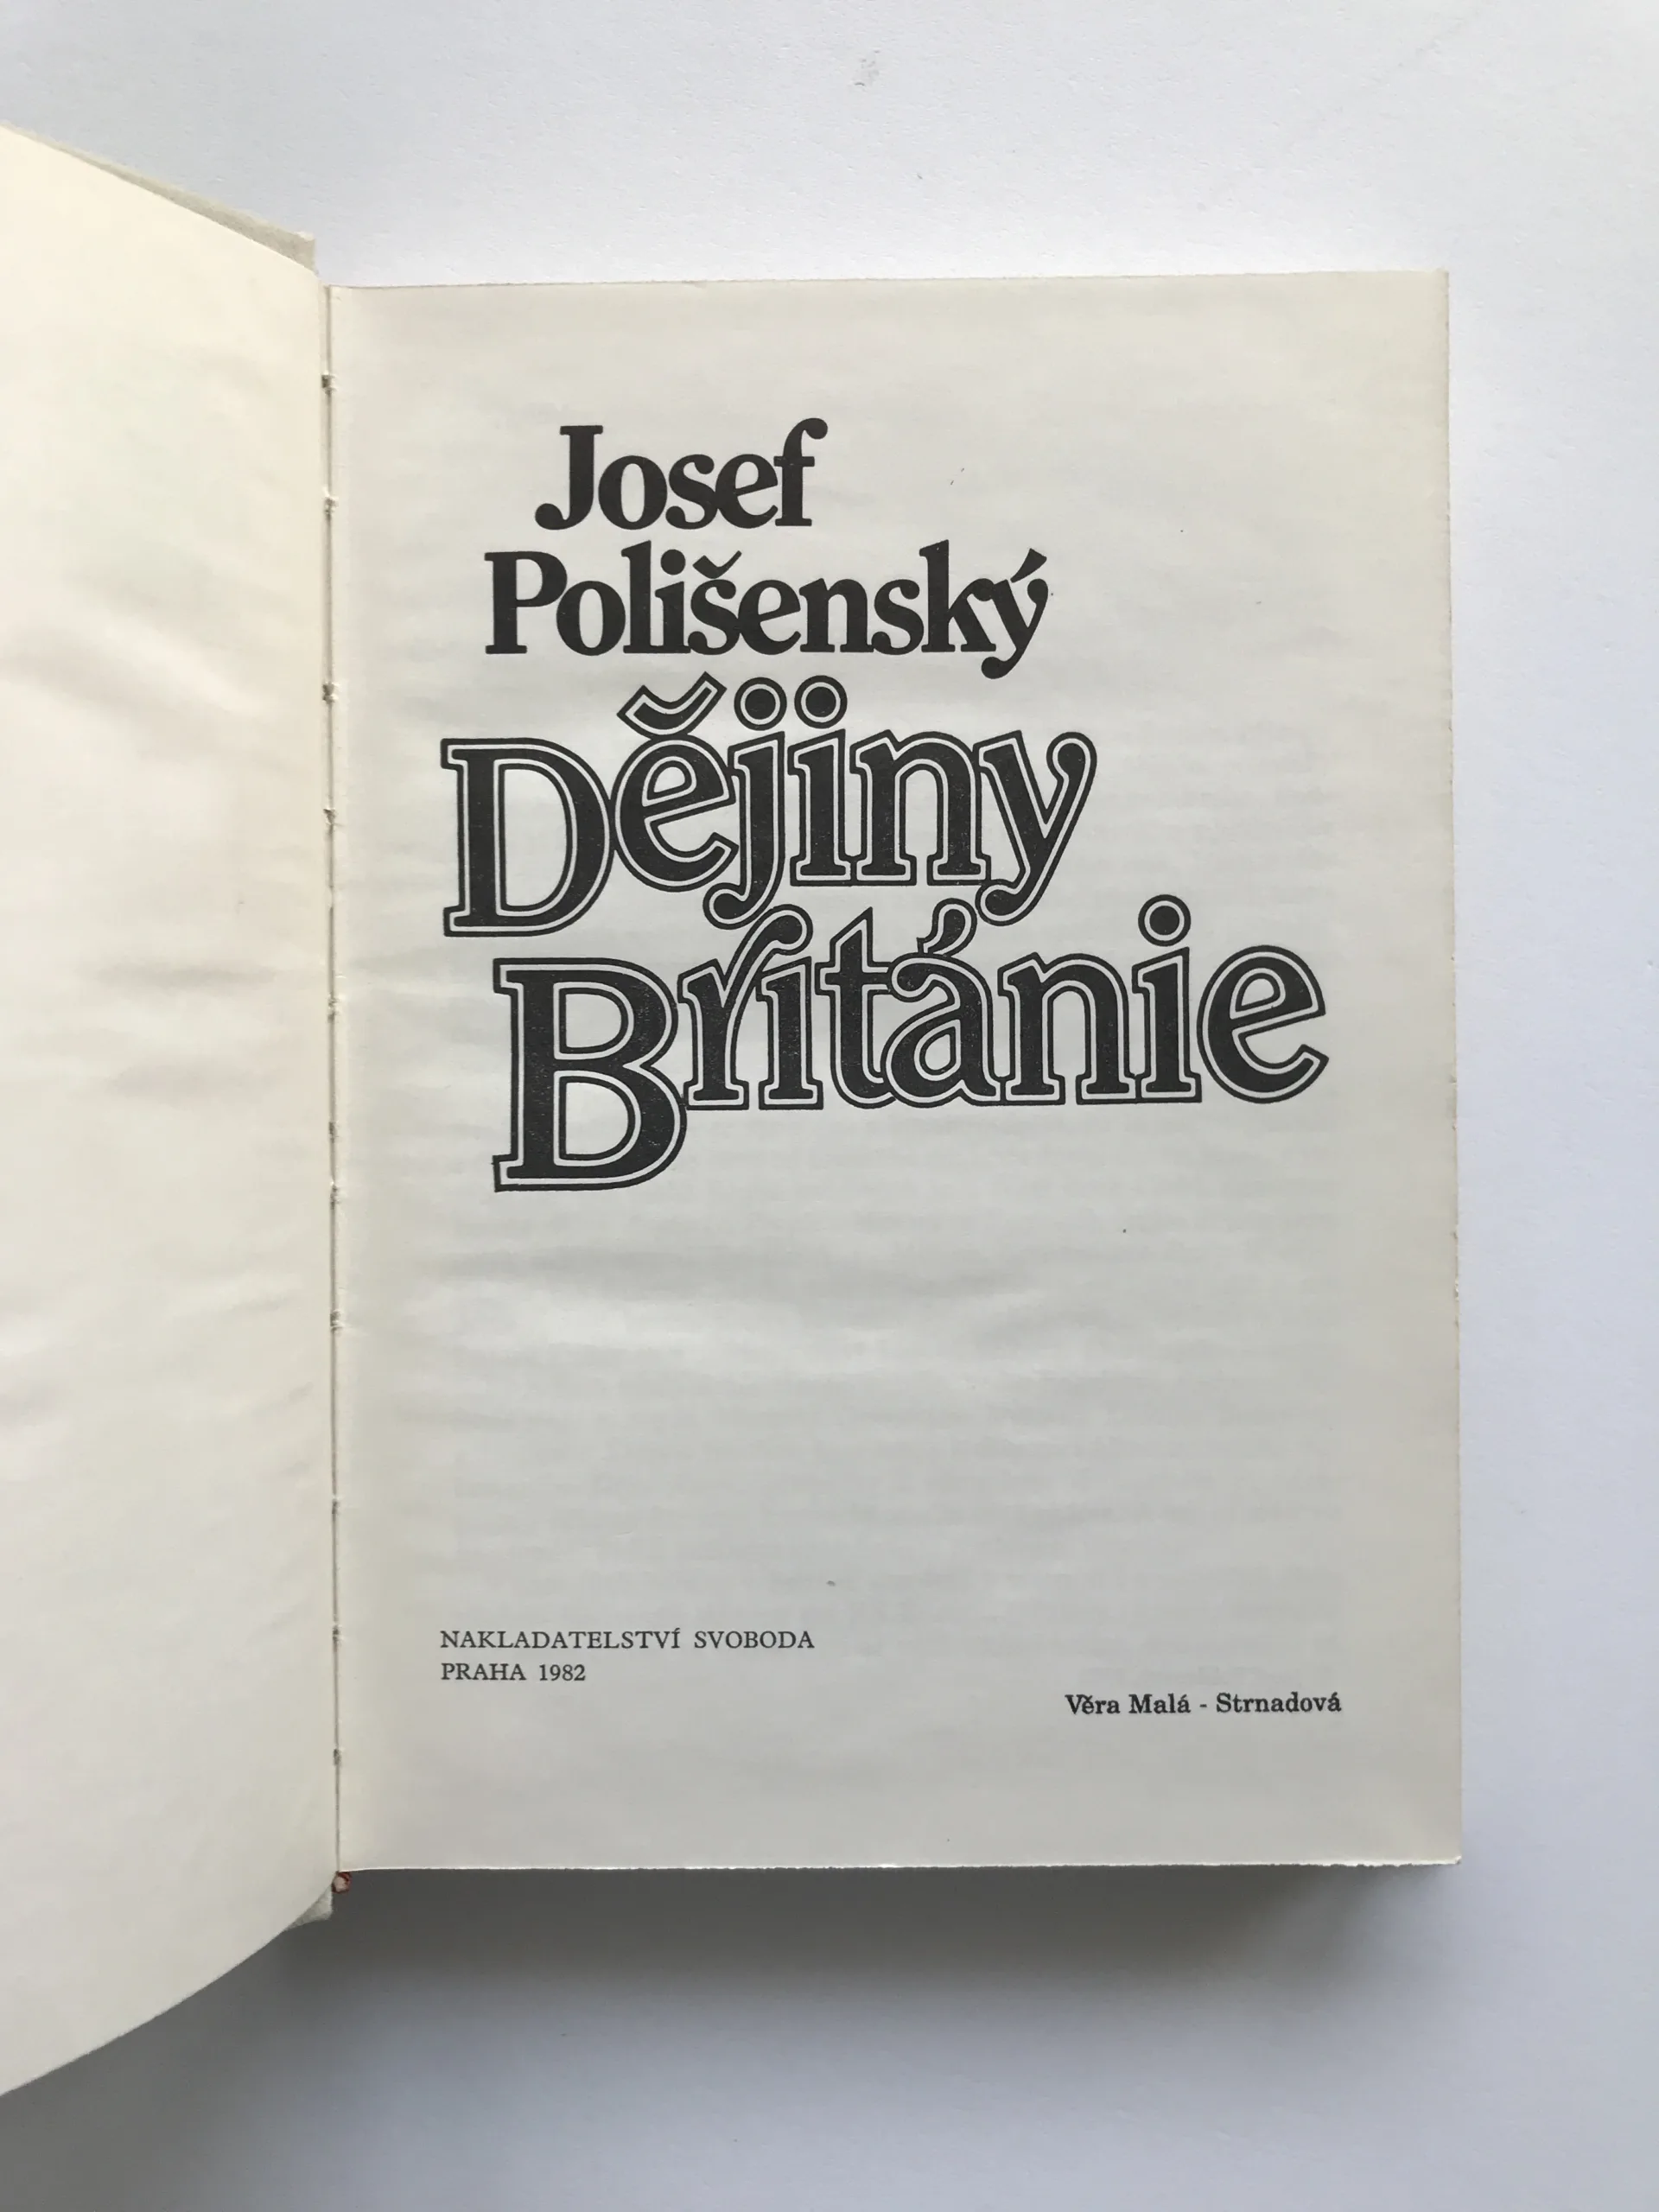 Josef
Polišenský
Dějiny
Británie
NAKLADATELSTVÍ SVOBODA
PRAHA 1982
Věra Malá - Strnadová